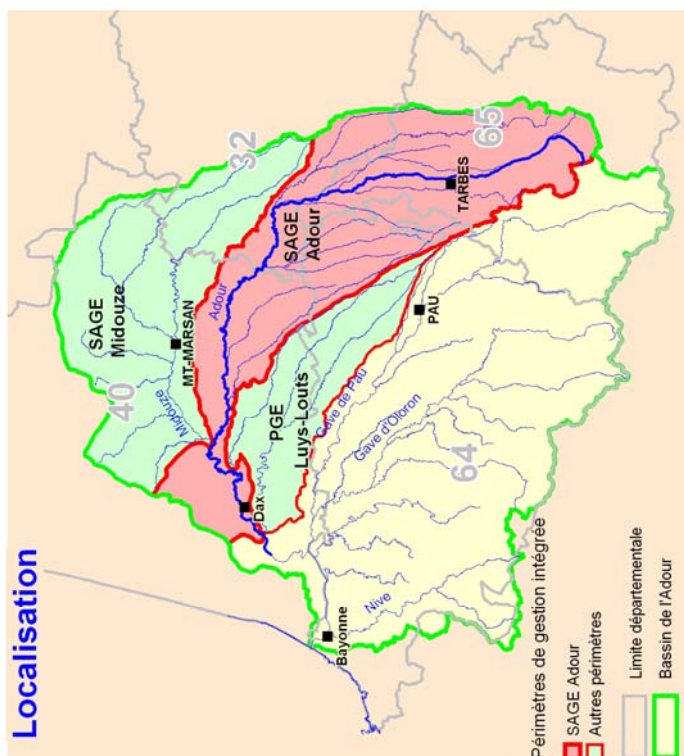 Localisation
40
32
SAGE
Midouze
MT-MARSAN
Midouze
Adour
SAGE
Adour
65
TARBES
Dax
PGE
Luys-Louts
PAU
Gave de Pau
Gave d'Oloron
64
Bayonne
Nive
Périmètres de gestion intégrée
SAGE Adour
Autres périmètres
Limite départementale
Bassin de l'Adour